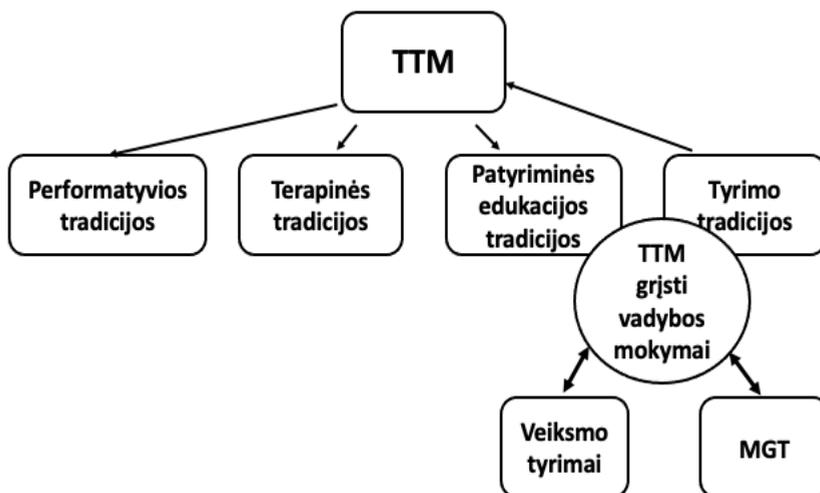 TTM
Performatyvios
tradicijos
Terapinės
tradicijos
Patyriminės
edukacijos
tradicijos
Tyrimo
tradicijos
TTM
grįsti
vadybos
mokymai
Veiksmo
tyrimai
MGT